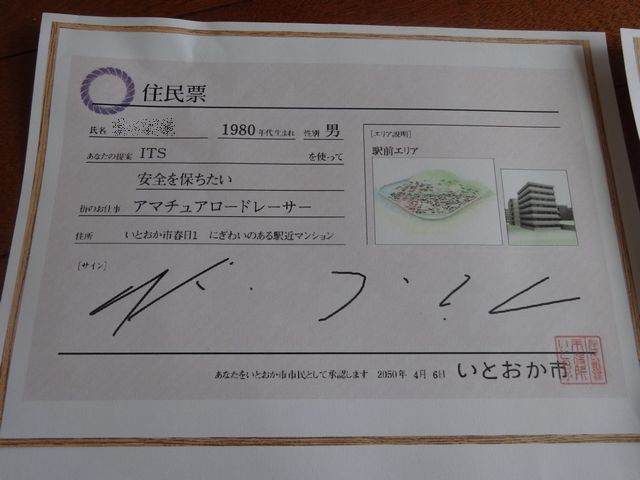 住民票
氏名 1980年代生まれ 性別 男
あなたの提案 ITS を使って
安全を保ちたい
街のお仕事 アマチュアロードレーサー
住所 いとおか市春日1 にぎわいのある駅近マンション
[エリア説明]
駅前エリア
[サイン]
あなたをいとおか市市民として承認します 2050年 4月 6日 いとおか市